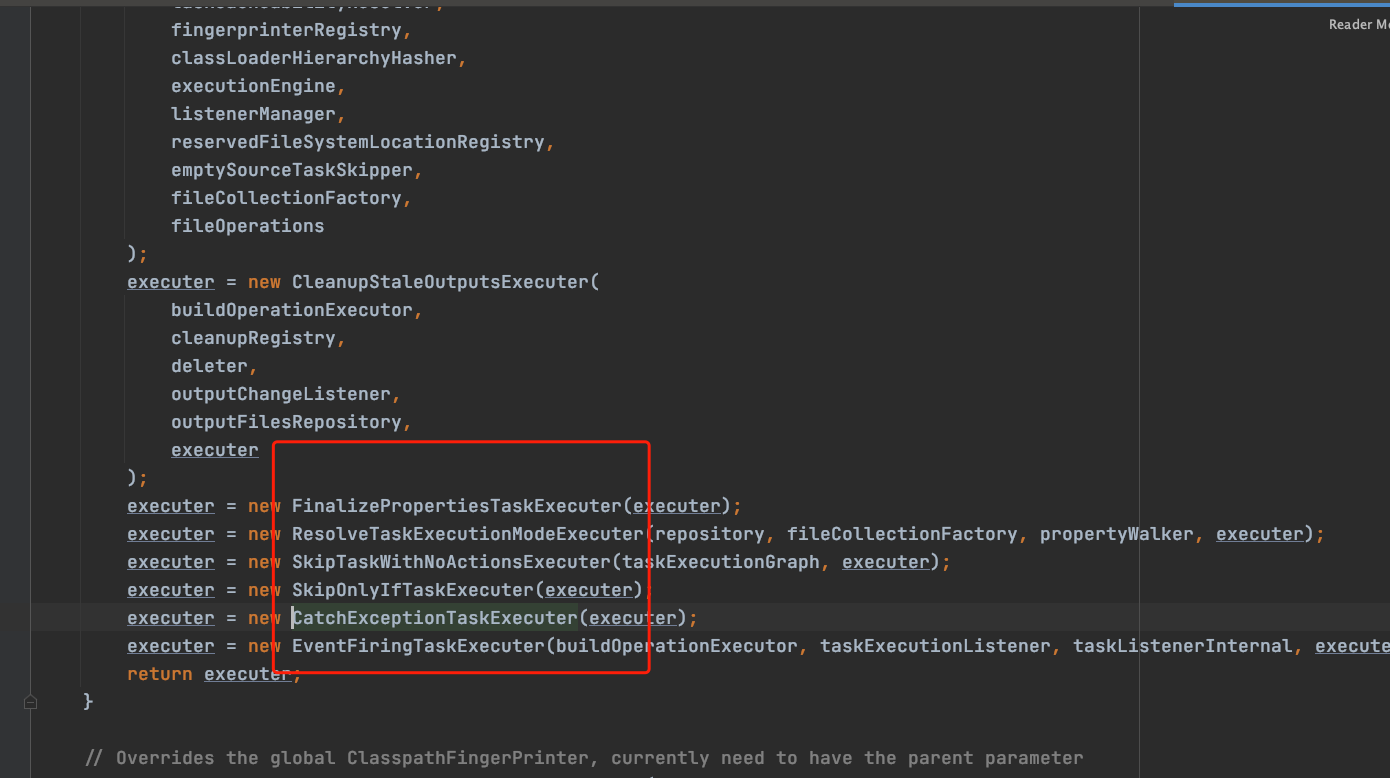 fingerprinterRegistry,
Reader
classLoaderHierarchyHasher,
executionEngine,
listenerManager,
reservedFileSystemLocationRegistry,
emptySourceTaskSkipper,
fileCollectionFactory,
fileOperations
);
executer = new CleanupStaleOutputsExecuter(
buildOperationExecutor,
cleanupRegistry,
deleter,
outputChangeListener,
outputFilesRepository,
executer
);
executer = new FinalizePropertiesTaskExecuter(executer);
executer = new ResolveTaskExecutionModeExecuter(repository, fileCollectionFactory, propertyWalker, executer);
executer = new SkipTaskWithNoActionsExecuter(taskExecutionGraph, executer);
executer = new SkipOnlyIfTaskExecuter(executer);
executer = new CatchExceptionTaskExecuter(executer);
executer = new EventFiringTaskExecuter(buildOperationExecutor, taskExecutionListener, taskListenerInternal, execute
return executer;
}
// Overrides the global ClasspathFingerPrinter, currently need to have the parent parameter